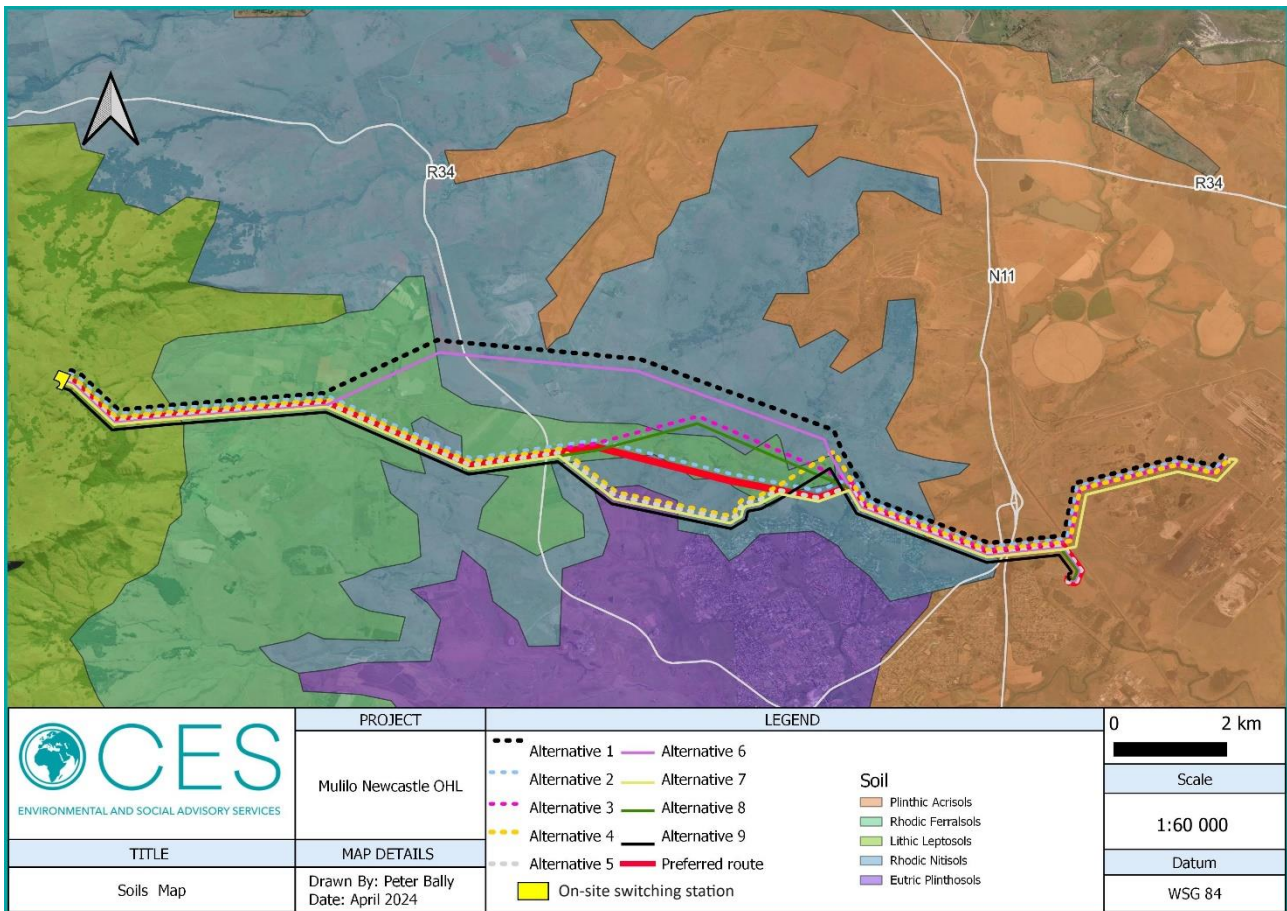 R34
R34
N11
CES
ENVIRONMENTAL AND SOCIAL ADVISORY SERVICES
TITLE
Soils Map
PROJECT
Mulilo Newcastle OHL
MAP DETAILS
Drawn By: Peter Bally
Date: April 2024
LEGEND
Alternative 1
Alternative 2
Alternative 3
Alternative 4
Alternative 5
Alternative 6
Alternative 7
Alternative 8
Alternative 9
Preferred route
On-site switching station
Soil
Plinthic Acrisols
Rhodic Ferralsols
Lithic Leptosols
Rhodic Nitisols
Eutric Plinthosols
0 2 km
Scale
1:60 000
Datum
WSG 84